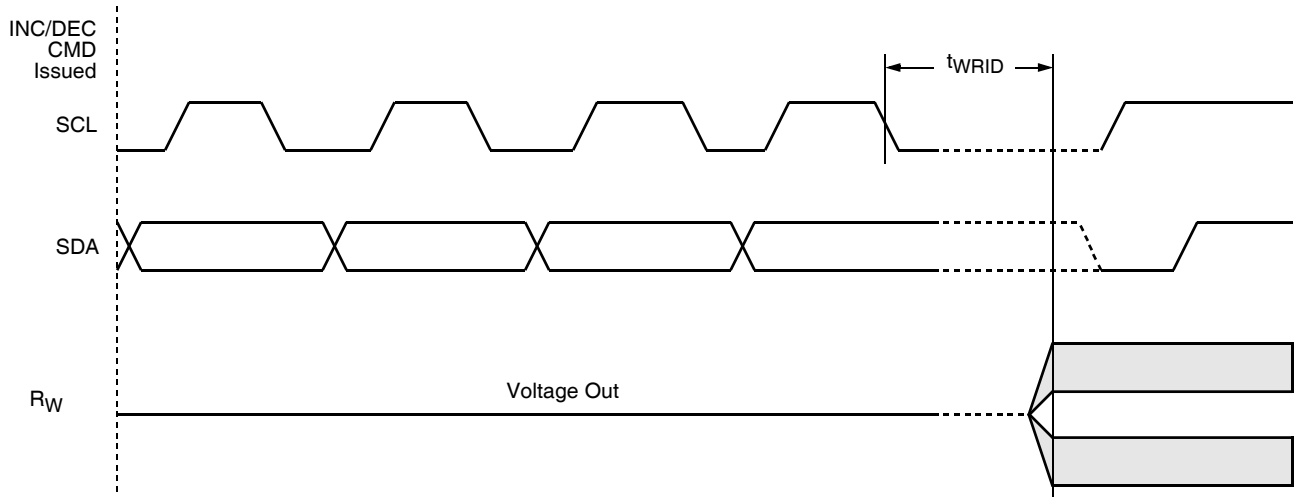 INC/DEC
CMD
Issued
tWRID
SCL
SDA
Voltage Out
RW